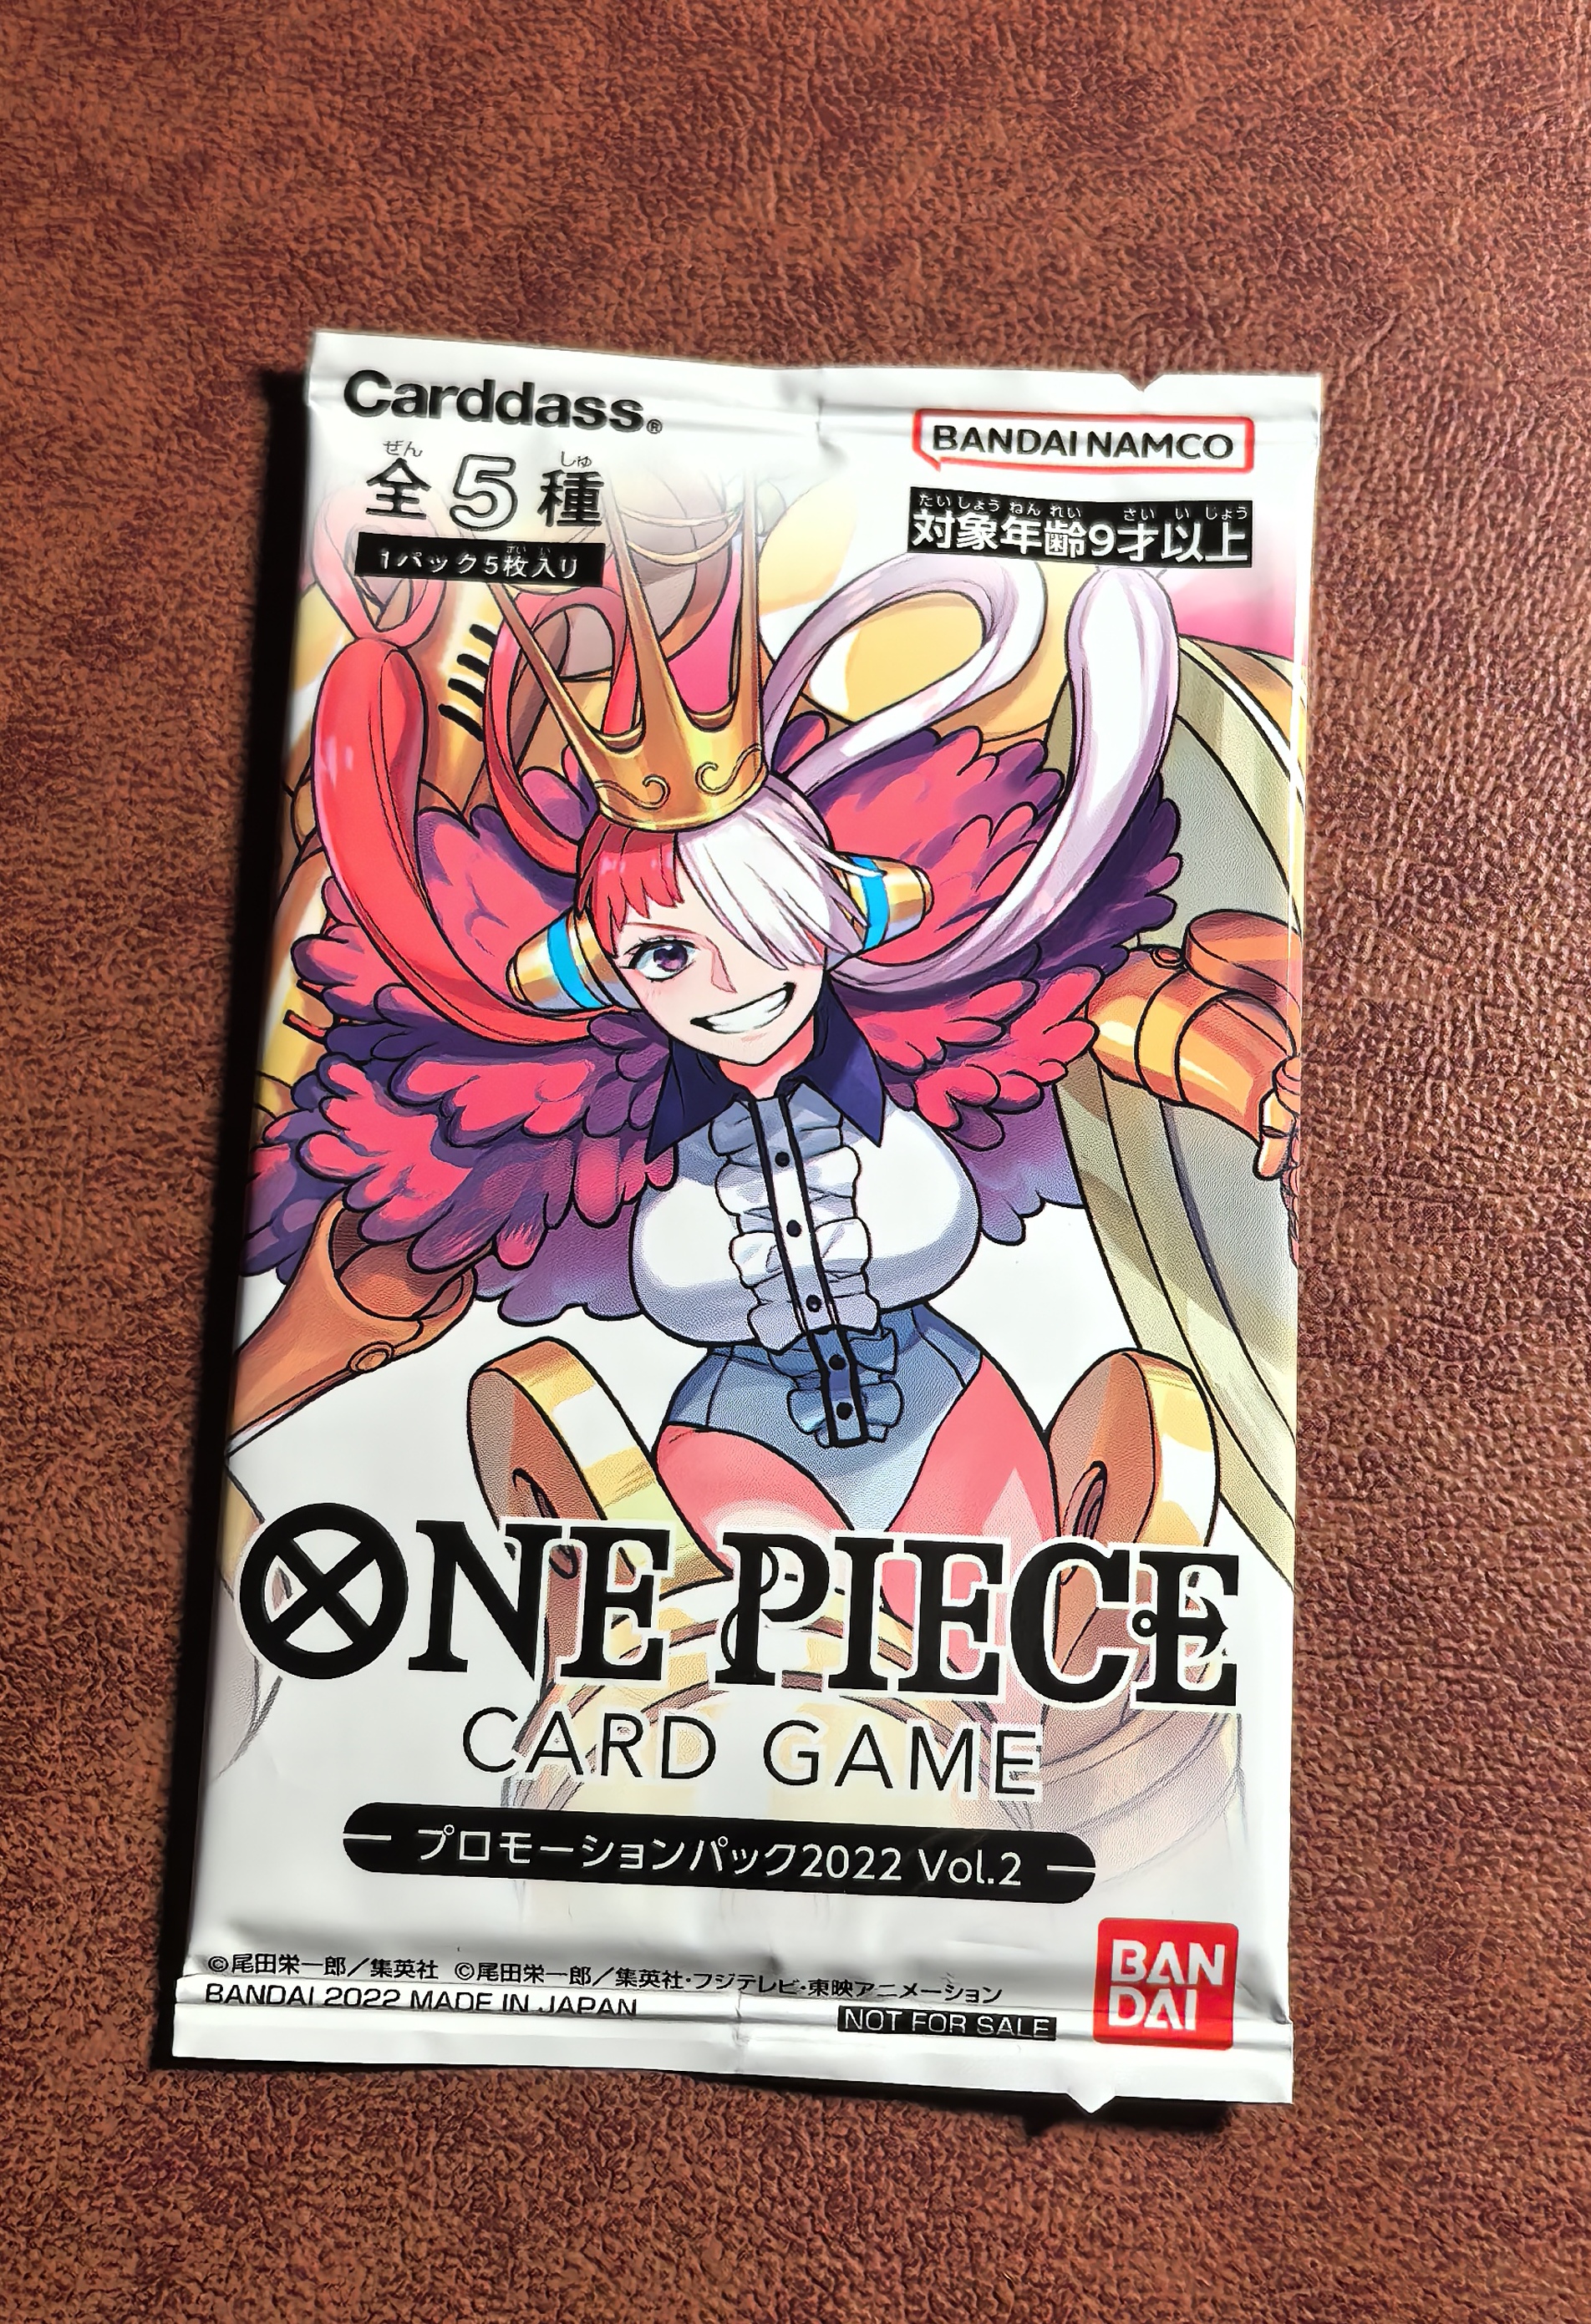 Carddass®
BANDAI NAMCO
ぜん しゅ
全5種
まい い
1パック5枚入り
たいしょうねんれい さい いじょう
対象年齢9才以上
ONE PIECE
CARD GAME
プロモーションパック2022 Vol.2
©尾田栄一郎／集英社 ©尾田栄一郎／集英社・フジテレビ・東映アニメーション
BANDAI 2022 MADE IN JAPAN
NOT FOR SALE
BAN
DAI